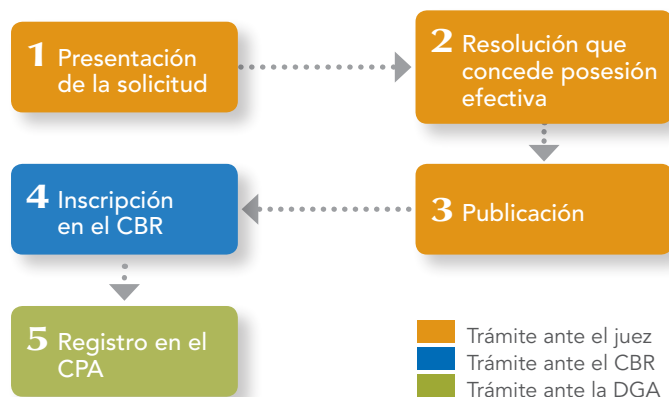 1 Presentación
de la solicitud
2 Resolución que
concede posesión
efectiva
3 Publicación
4 Inscripción
en el CBR
5 Registro en el
CPA
Trámite ante el juez
Trámite ante el CBR
Trámite ante la DGA